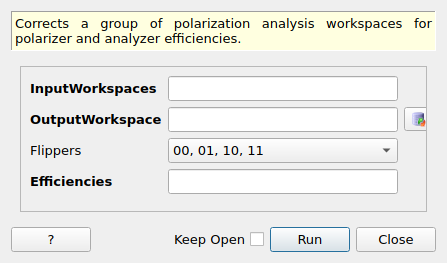 Corrects a group of polarization analysis workspaces for
polarizer and analyzer efficiencies.
InputWorkspaces
OutputWorkspace
Flippers 00, 01, 10, 11
Efficiencies
? Keep Open Run Close